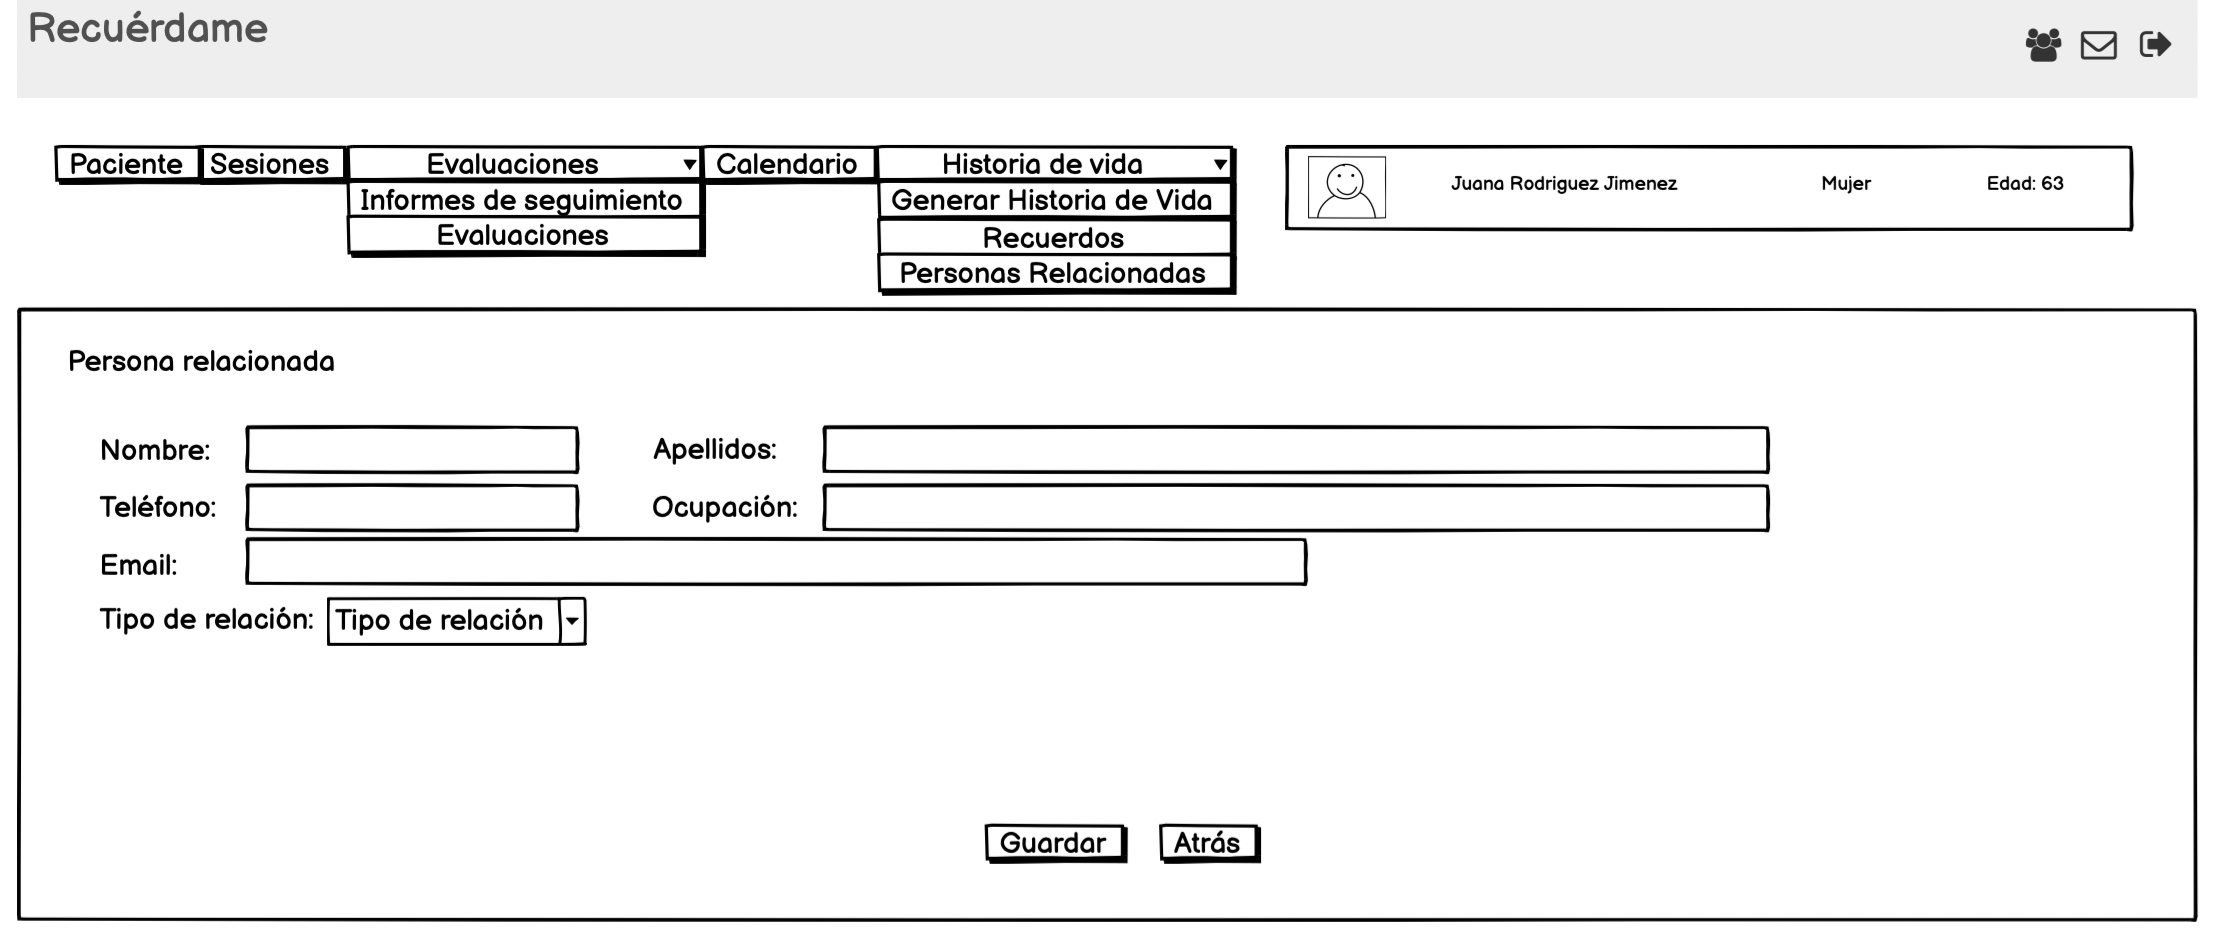 Recuérdame
Paciente Sesiones Evaluaciones Calendario Historia de vida
Informes de seguimiento
Evaluaciones
Generar Historia de Vida
Recuerdos
Personas Relacionadas
Juana Rodriguez Jimenez Mujer Edad: 63
Persona relacionada
Nombre: Apellidos:
Teléfono: Ocupación:
Email:
Tipo de relación: Tipo de relación
Guardar Atrás